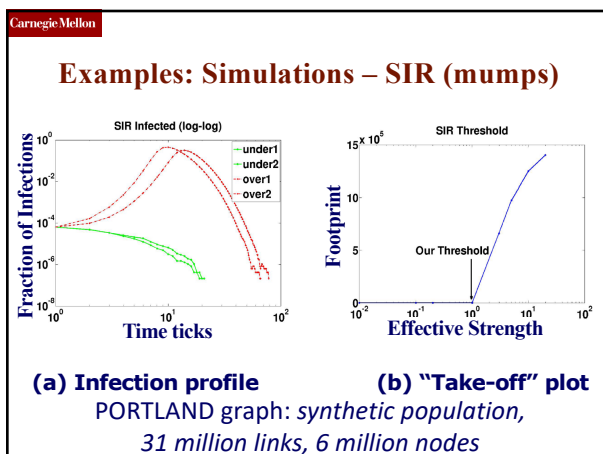 Carnegie Mellon
Examples: Simulations – SIR (mumps)
SIR Infected (log-log)
Fraction of Infections
10^0
10^-2
10^-4
10^-6
10^-8
under1
under2
over1
over2
10^0
10^1
10^2
Time ticks
SIR Threshold
Footprint
15 x 10^5
10
5
0
Our Threshold
10^-2
10^-1
10^0
10^1
10^2
Effective Strength
(a) Infection profile
(b) “Take-off” plot
PORTLAND graph: synthetic population,
31 million links, 6 million nodes